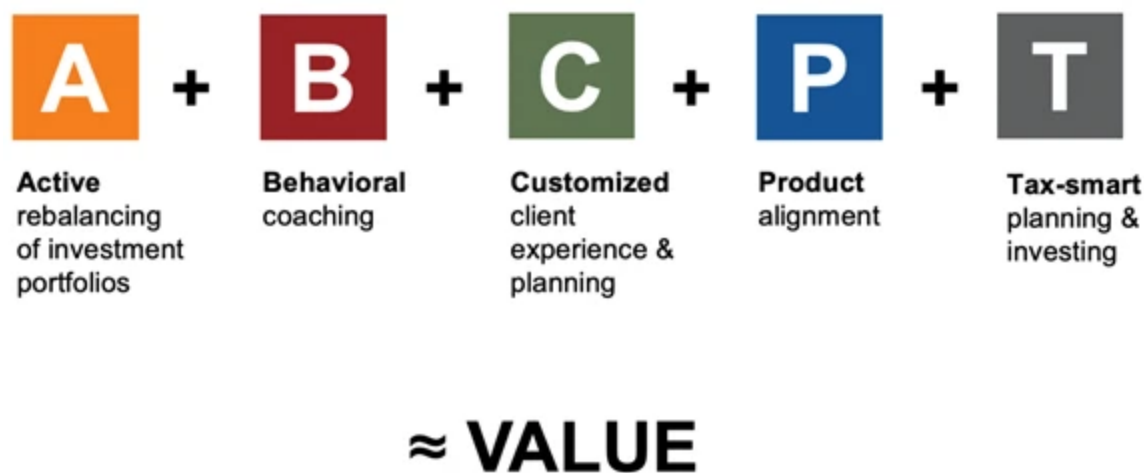 A + B + C + P + T
Active
rebalancing
of investment
portfolios
Behavioral
coaching
Customized
client
experience &
planning
Product
alignment
Tax-smart
planning &
investing
≈ VALUE